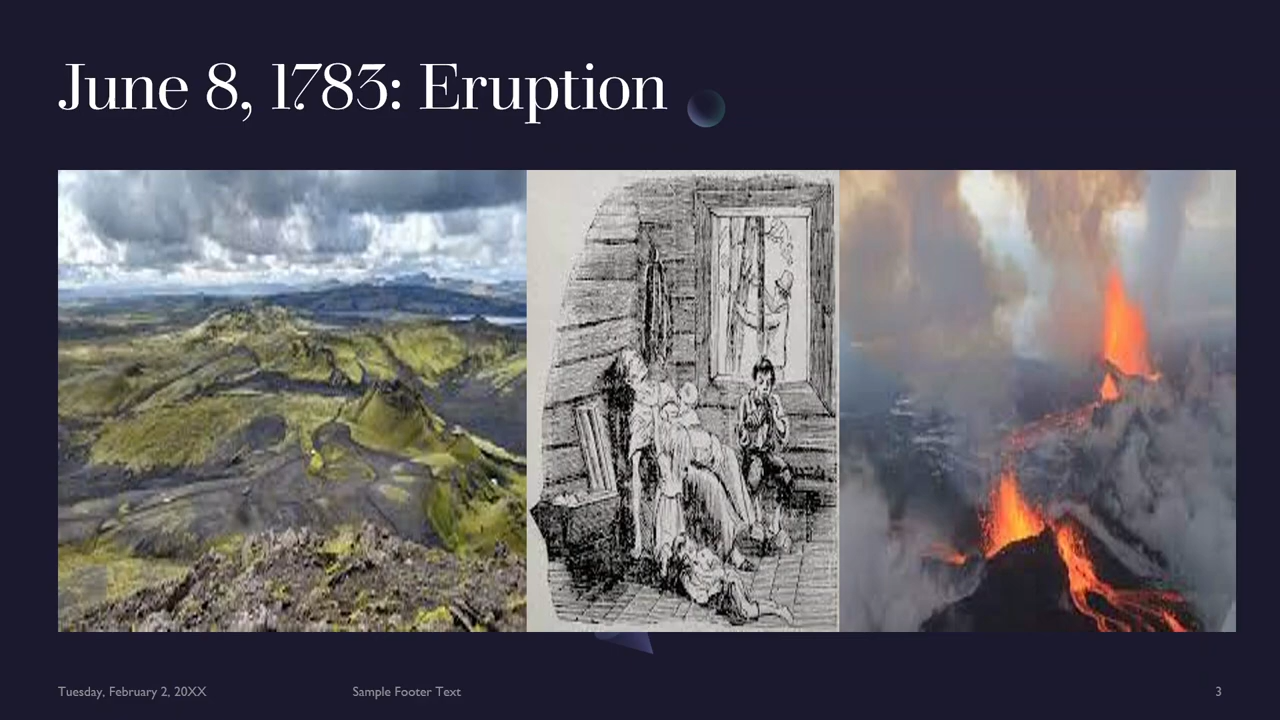 June 8, 1783: Eruption
Tuesday, February 2, 20XX
Sample Footer Text
3